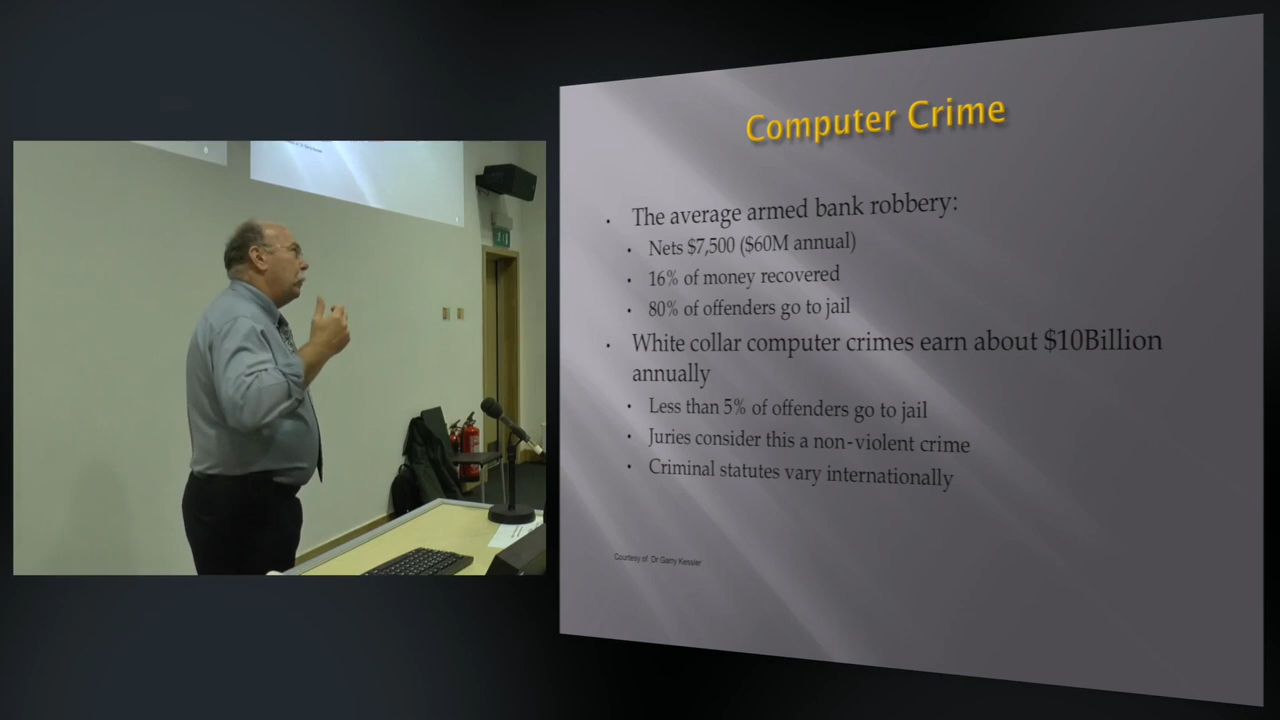 Computer Crime
The average armed bank robbery:
Nets $7,500 ($60M annual)
16% of money recovered
80% of offenders go to jail
White collar computer crimes earn about $10Billion
annually
Less than 5% of offenders go to jail
Juries consider this a non-violent crime
Criminal statutes vary internationally
Courtesy of Dr Garry Kessler